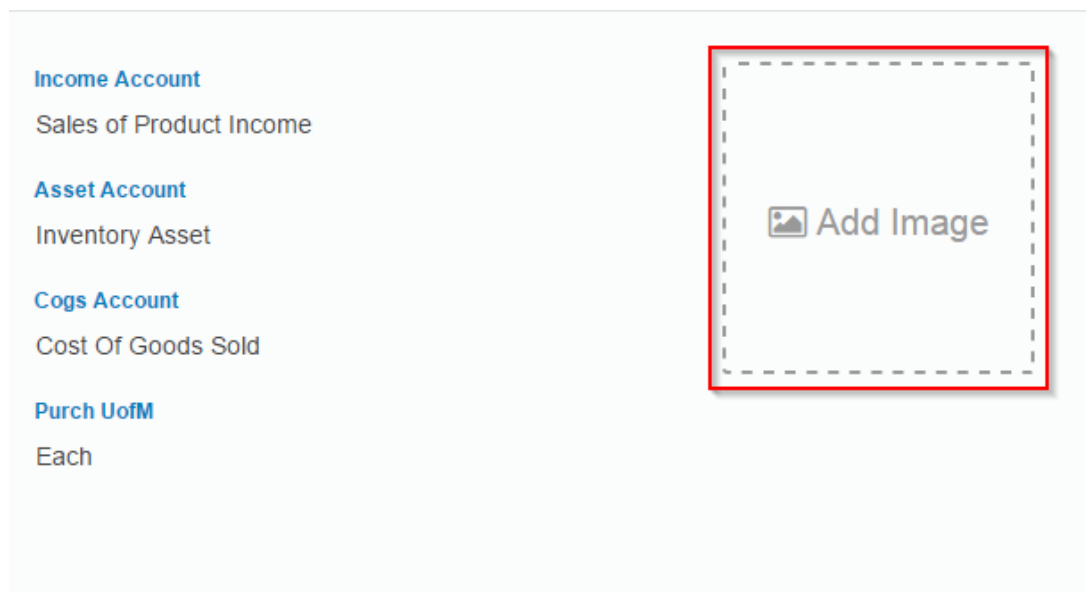 Income Account
Sales of Product Income
Asset Account
Inventory Asset
Cogs Account
Cost Of Goods Sold
Purch UofM
Each
Add Image